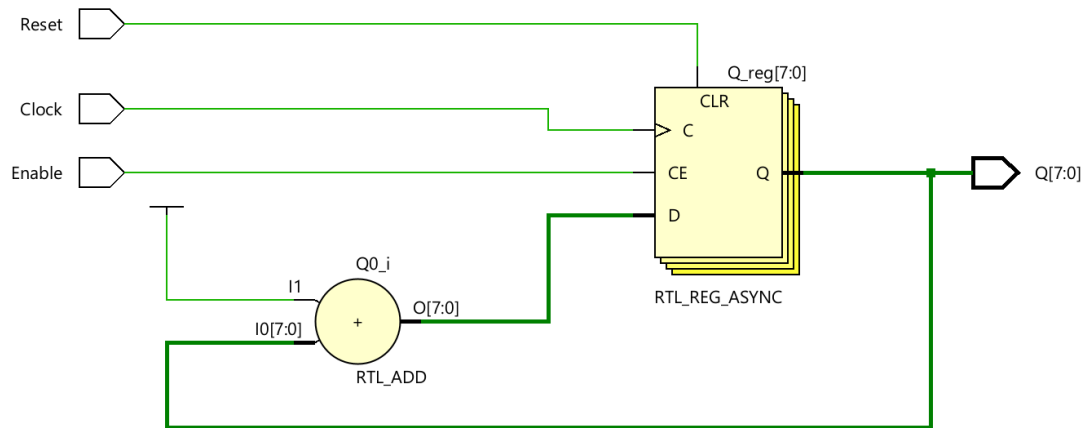 Reset
Q_reg[7:0]
CLR
Clock
C
Enable
CE
Q
Q[7:0]
D
Q0_i
I1
RTL_REG_ASYNC
O[7:0]
+
I0[7:0]
RTL_ADD